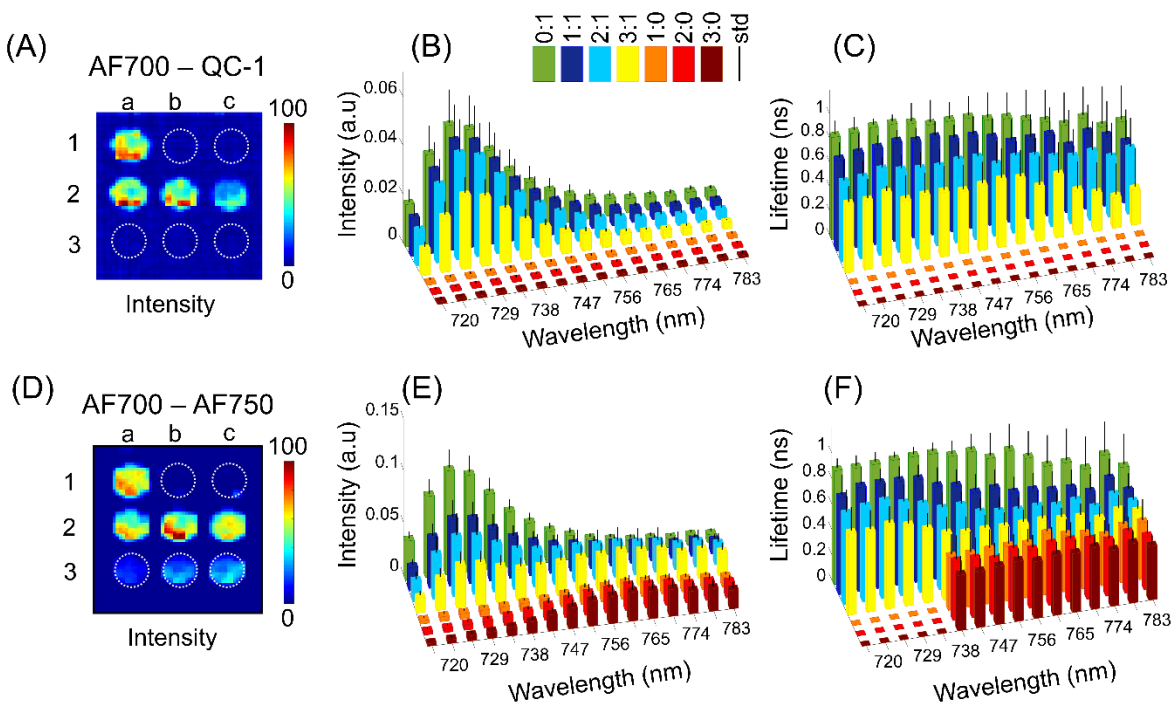 (A)
AF700 – QC-1
a b c
1
2
3
100
0
Intensity
(B)
0:1
1:1
2:1
3:1
1:0
2:0
3:0
std
Intensity (a.u)
0.06
0.04
0.02
0
720 729 738 747 756 765 774 783
Wavelength (nm)
(C)
Lifetime (ns)
1
0.8
0.6
0.4
0.2
0
720 729 738 747 756 765 774 783
Wavelength (nm)
(D)
AF700 – AF750
a b c
1
2
3
100
0
Intensity
(E)
Intensity (a.u)
0.15
0.1
0.05
0
720 729 738 747 756 765 774 783
Wavelength (nm)
(F)
Lifetime (ns)
1
0.8
0.6
0.4
0.2
0
720 729 738 747 756 765 774 783
Wavelength (nm)